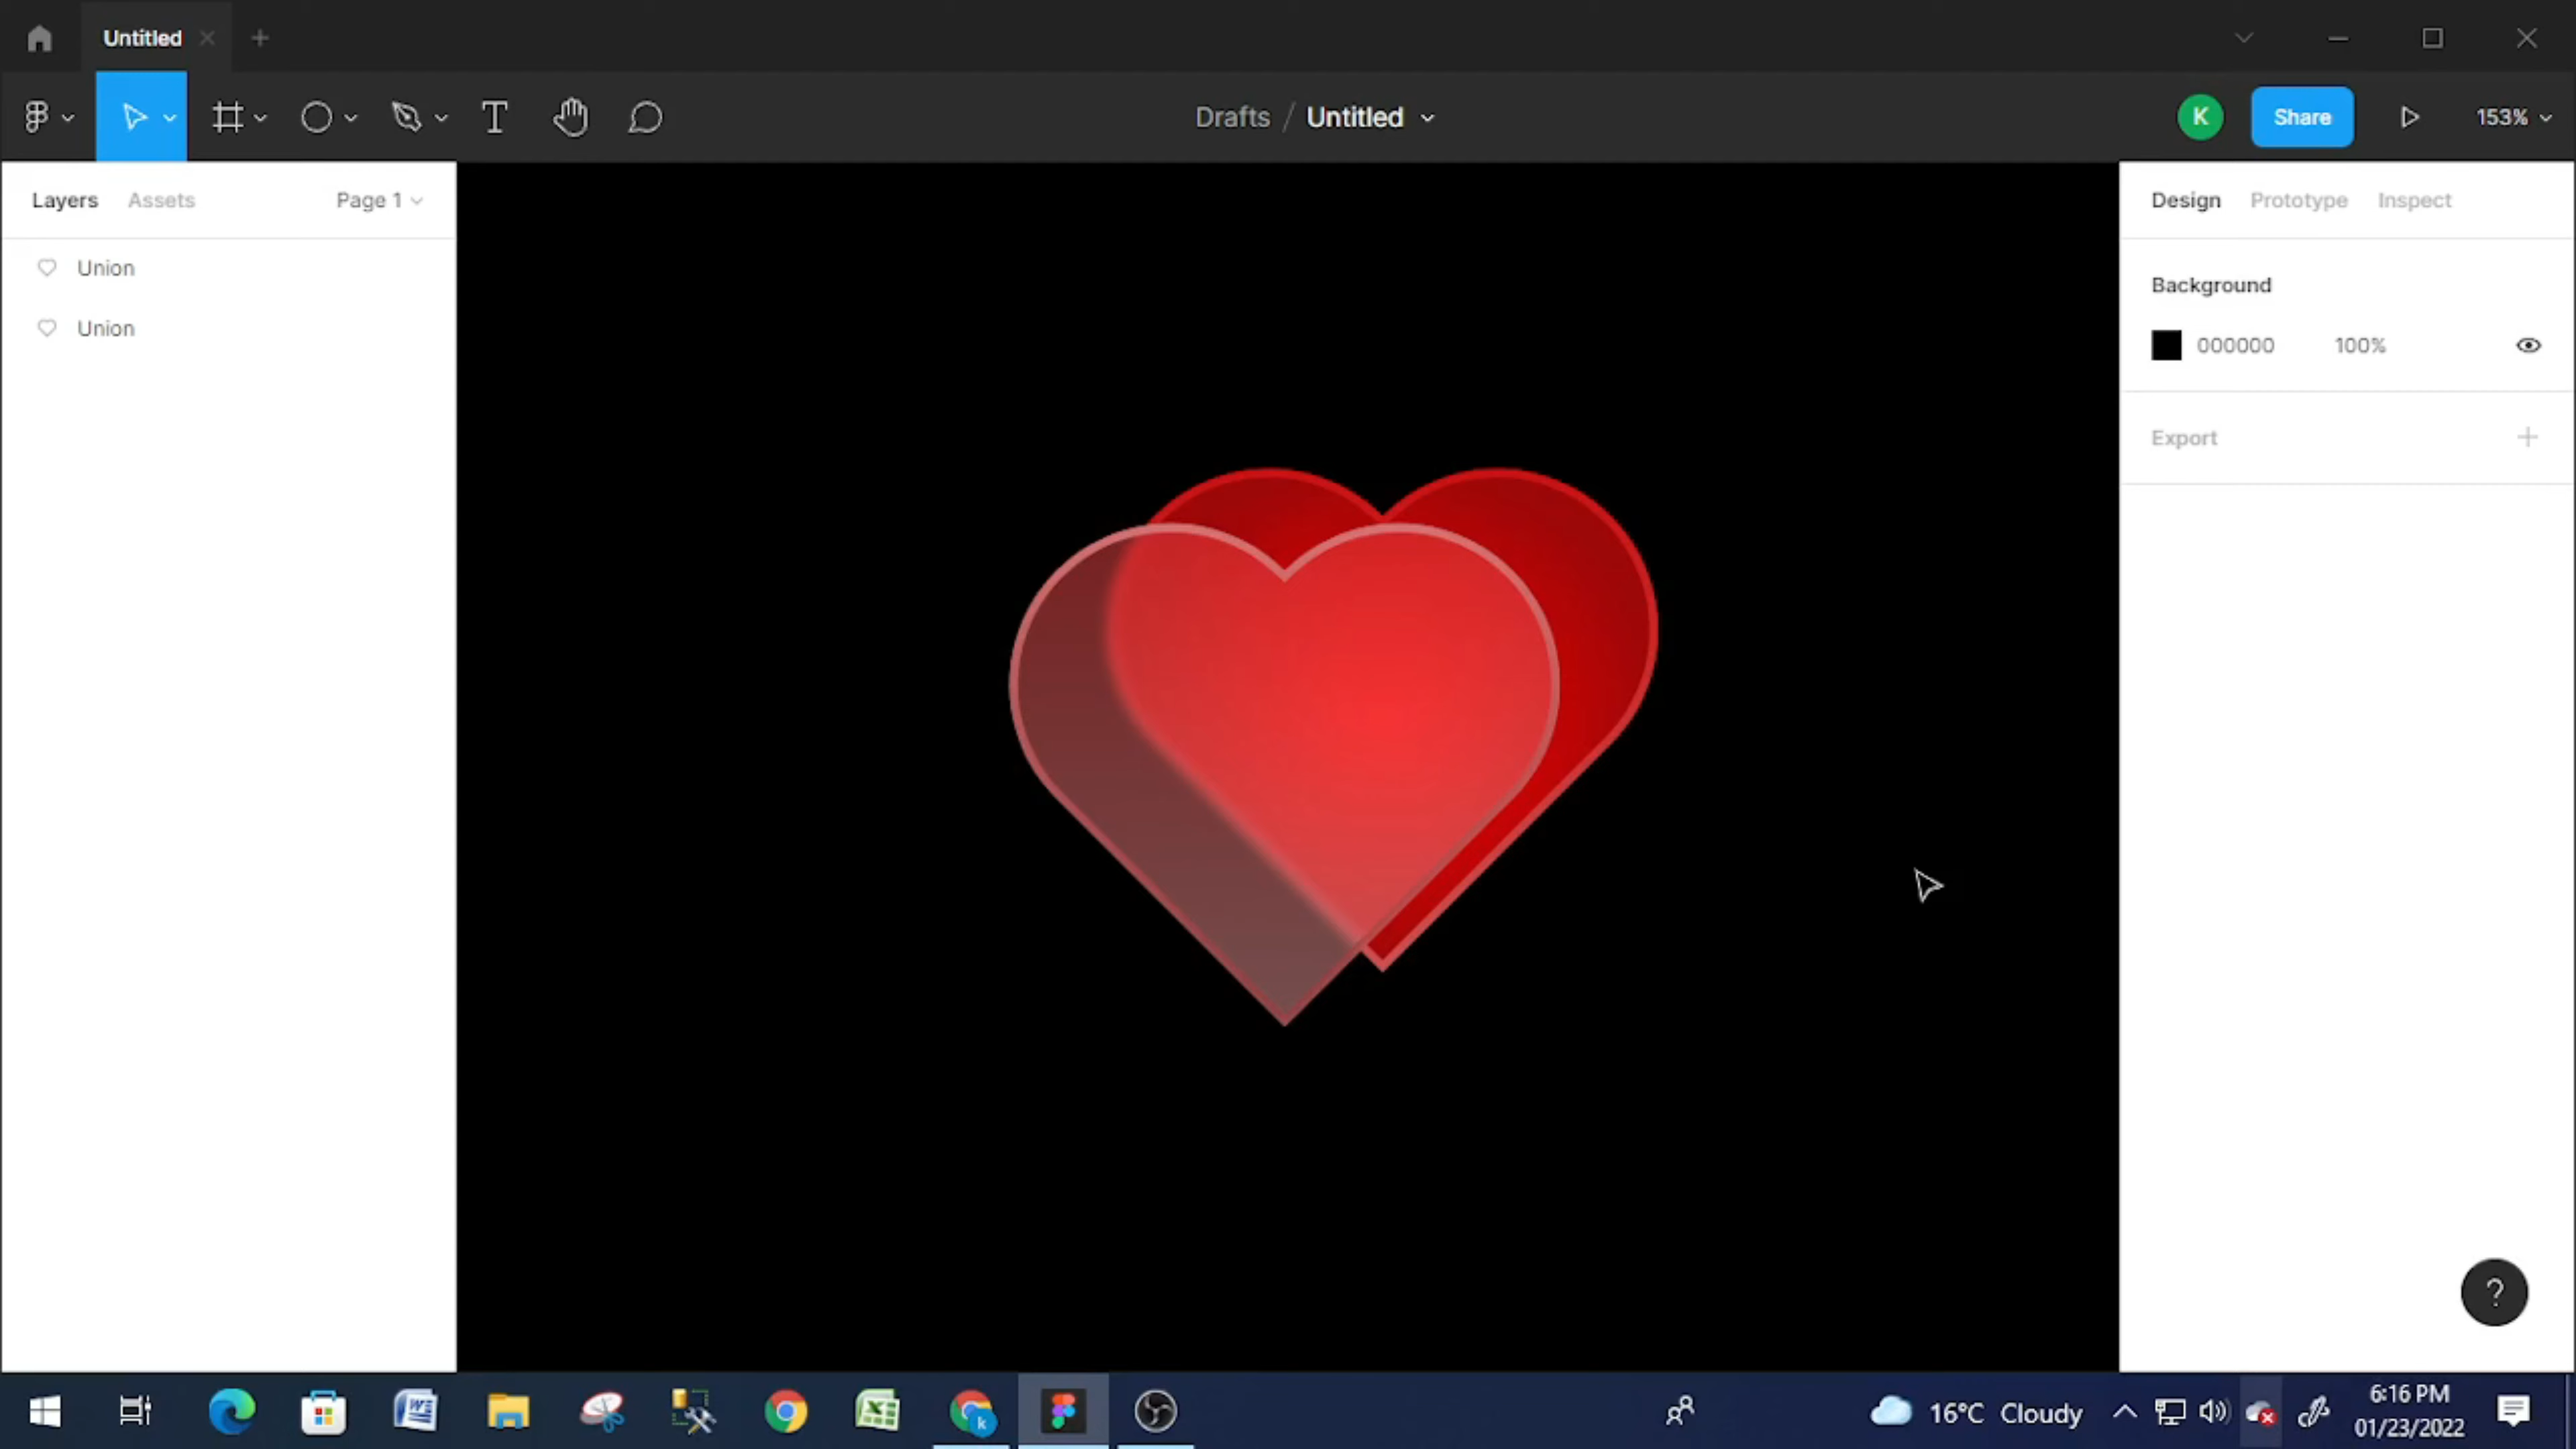 Untitled
Drafts / Untitled
K
Share
153%
Layers
Assets
Page 1
Union
Union
Design
Prototype
Inspect
Background
000000
100%
Export
?
k
16°C Cloudy
6:16 PM
01/23/2022